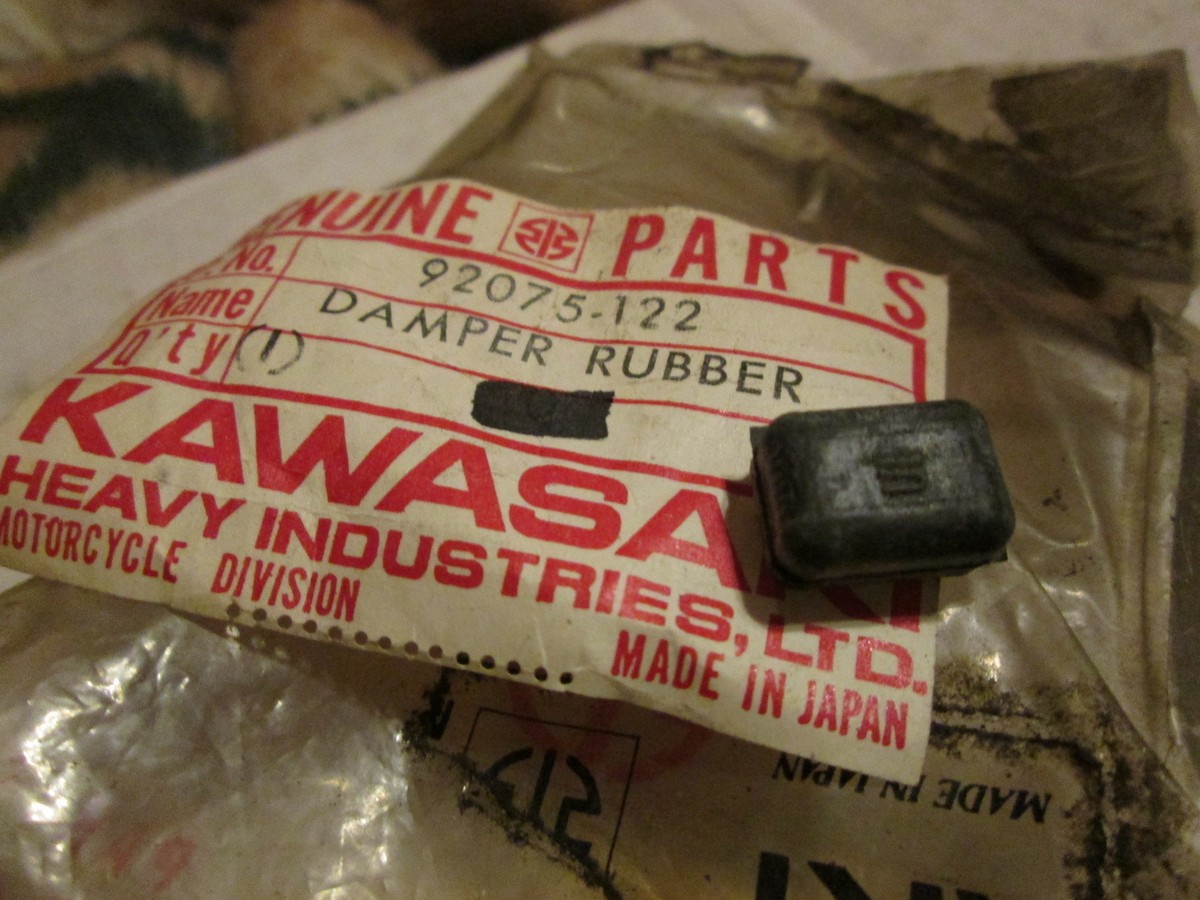 GENUINE PARTS
No. 92075-122
Name DAMPER RUBBER
Q'ty (1)
KAWASAKI
HEAVY INDUSTRIES, LTD.
MOTORCYCLE DIVISION
MADE IN JAPAN
MADE IN JAPAN